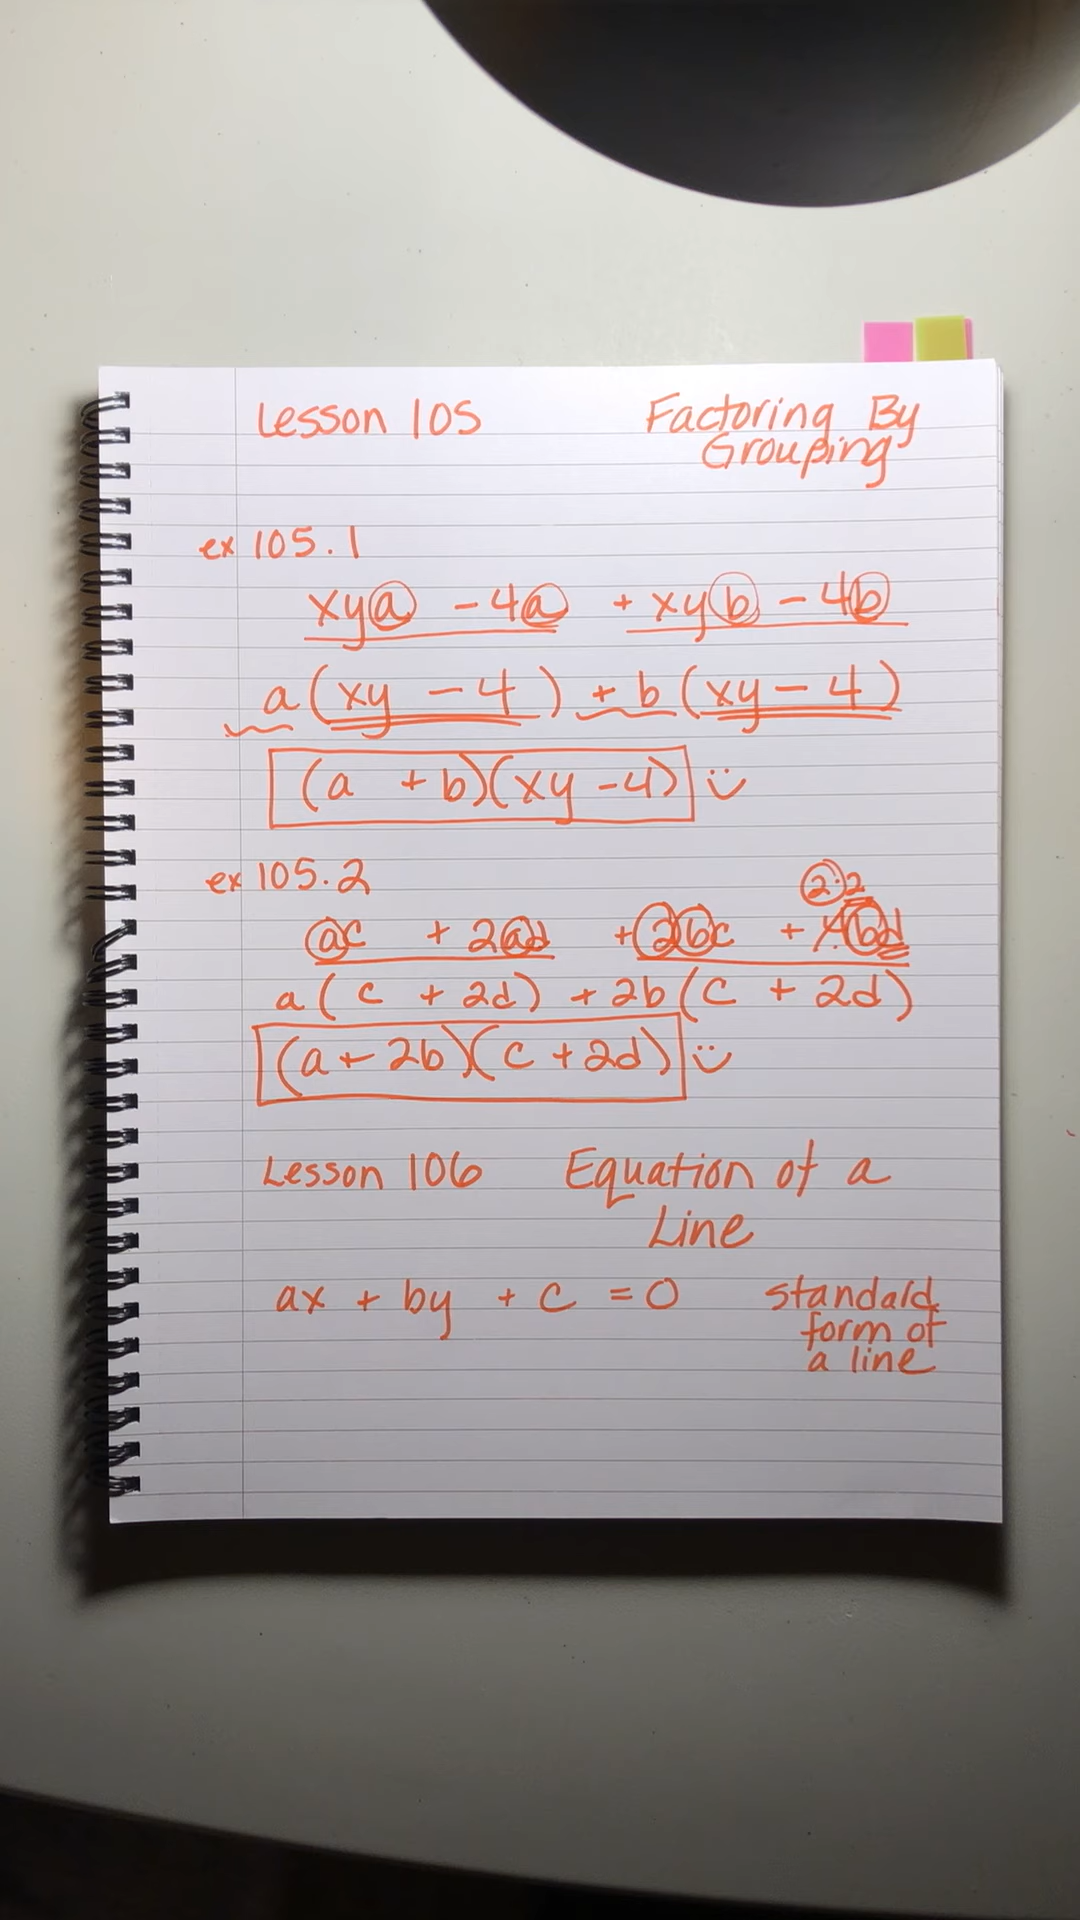 Lesson 105 Factoring By
Grouping
ex 105.1
xya - 4a + xyb - 4b
a (xy - 4) + b (xy - 4)
(a + b)(xy - 4)
ex 105.2
2·2
ac + 2ad + 2bc + 4bd
a ( c + 2d) + 2b (c + 2d)
(a + 2b)(c + 2d)
Lesson 106 Equation of a
Line
ax + by + c = 0 standard
form of
a line